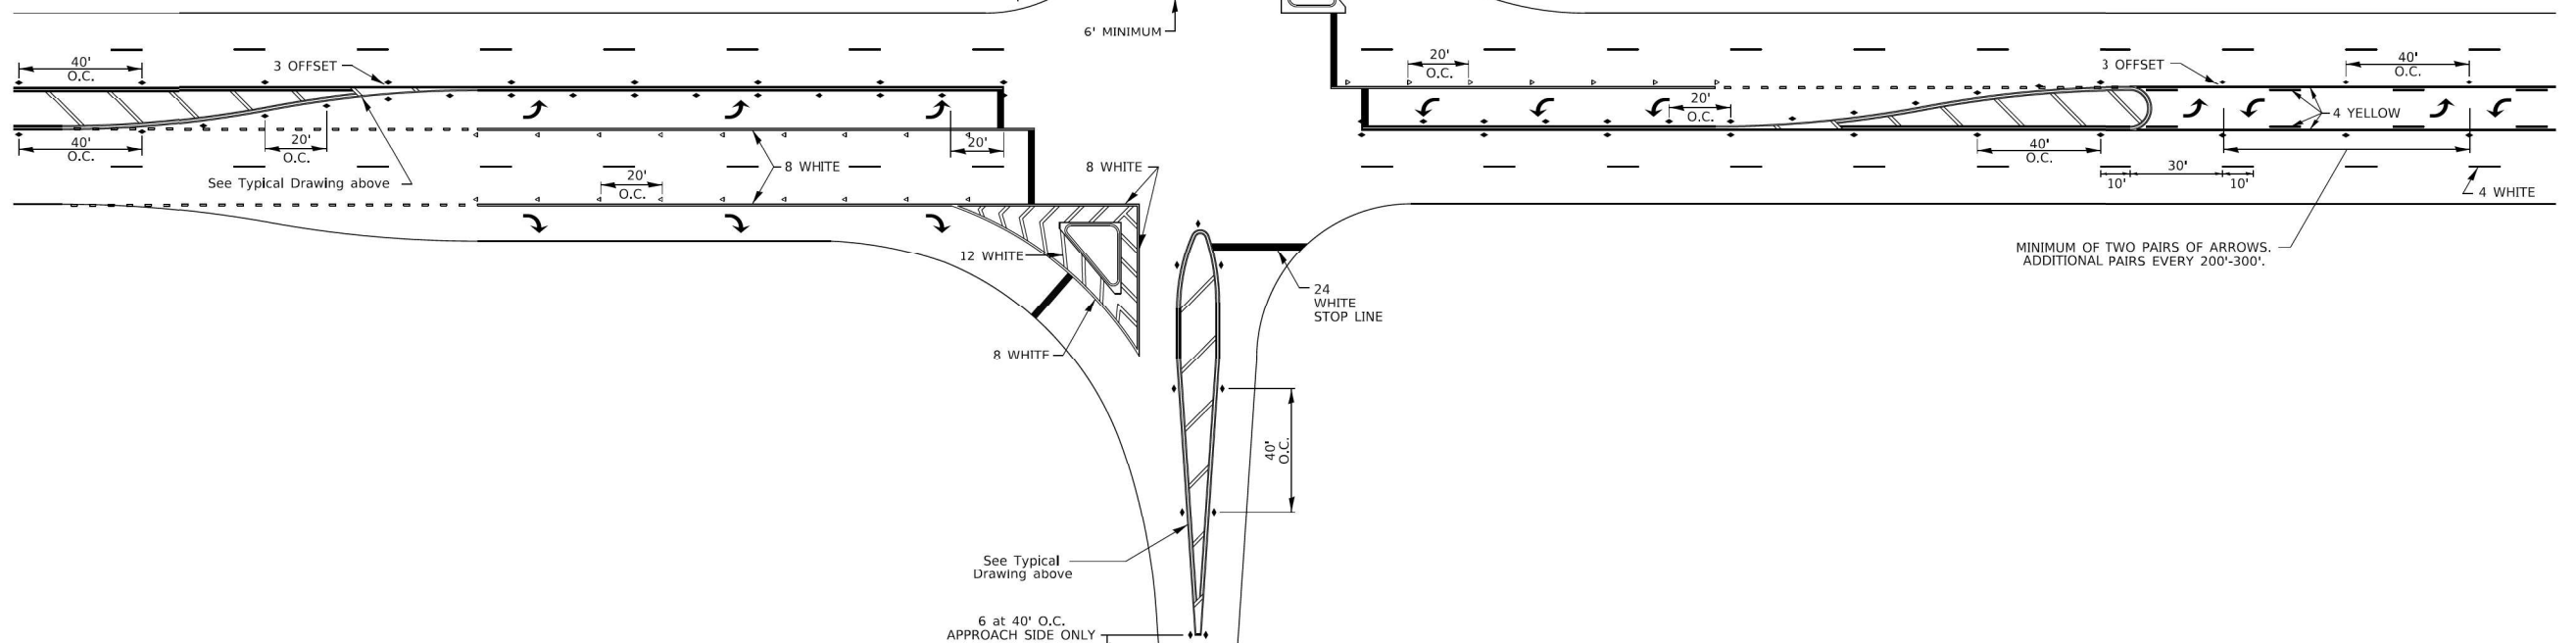 6' MINIMUM
40'
O.C.
3 OFFSET
20'
O.C.
3 OFFSET
40'
O.C.
20'
O.C.
4 YELLOW
40'
O.C.
20'
O.C.
20'
40'
O.C.
See Typical Drawing above
20'
O.C.
8 WHITE
8 WHITE
10'
30'
10'
4 WHITE
12 WHITE
MINIMUM OF TWO PAIRS OF ARROWS.
ADDITIONAL PAIRS EVERY 200'-300'.
24
WHITE
STOP LINE
8 WHITE
40'
O.C.
See Typical
Drawing above
6 at 40' O.C.
APPROACH SIDE ONLY